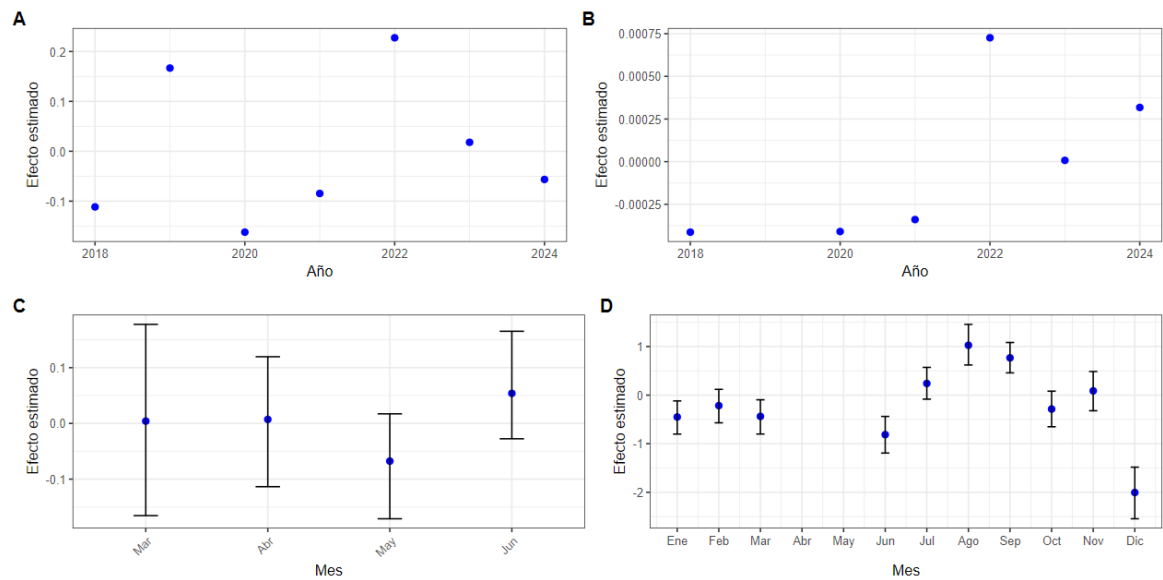 A
Efecto estimado
0.2
0.1
0.0
-0.1
2018 2020 2022 2024
Año
B
Efecto estimado
0.00075
0.00050
0.00025
0.00000
-0.00025
2018 2020 2022 2024
Año
C
Efecto estimado
0.1
0.0
-0.1
Mar Abr May Jun
Mes
D
Efecto estimado
1
0
-1
-2
Ene Feb Mar Abr May Jun Jul Ago Sep Oct Nov Dic
Mes